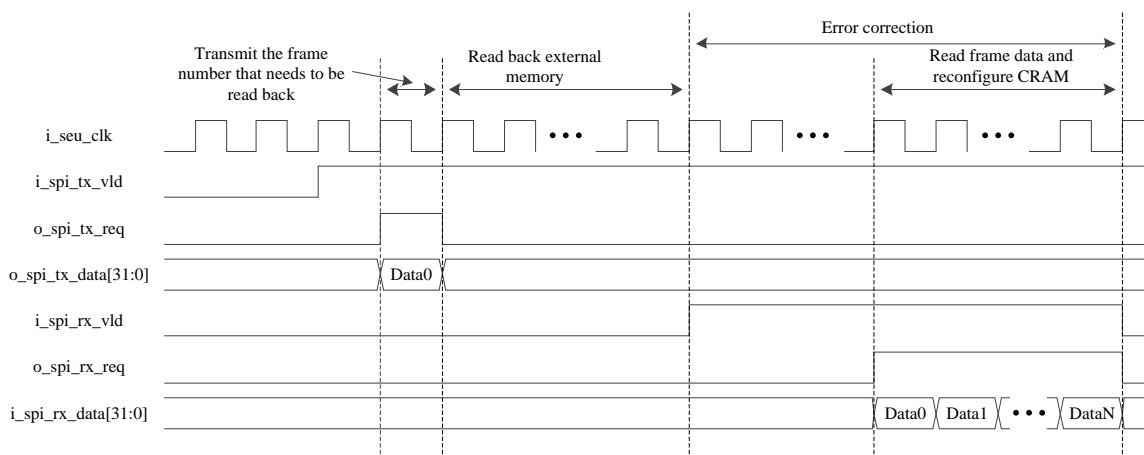 Error correction
Transmit the frame
number that needs to be
read back
Read back external
memory
Read frame data and
reconfigure CRAM
i_seu_clk
i_spi_tx_vld
o_spi_tx_req
o_spi_tx_data[31:0]
Data0
i_spi_rx_vld
o_spi_rx_req
i_spi_rx_data[31:0]
Data0
Data1
DataN